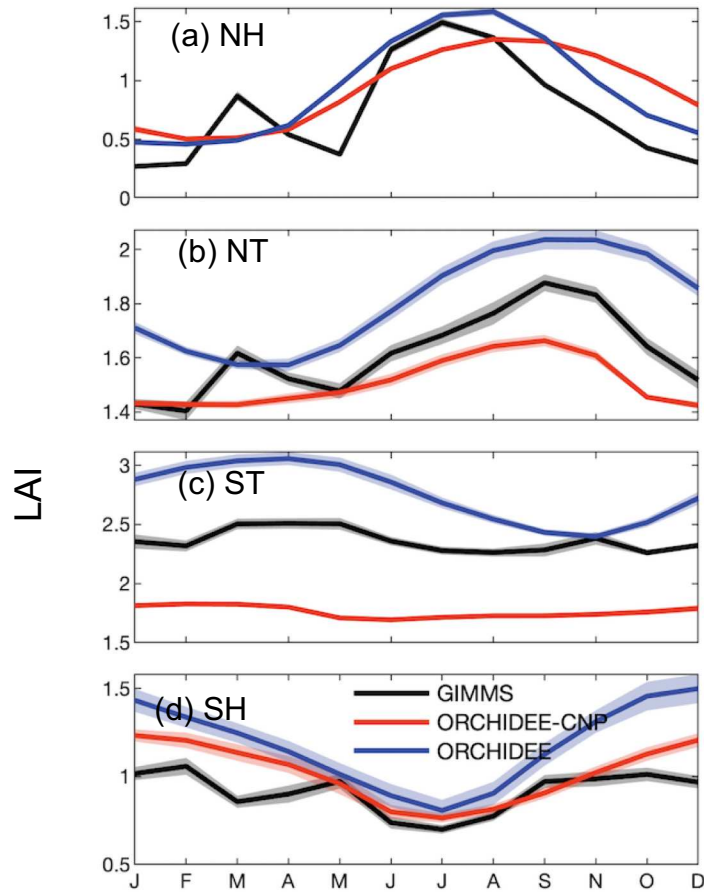 1.5
(a) NH
1
0.5
0
(b) NT
2
1.8
1.6
1.4
LAI
3
(c) ST
2.5
2
1.5
1.5
(d) SH
GIMMS
ORCHIDEE-CNP
ORCHIDEE
1
0.5
J F M A M J J A S N O D